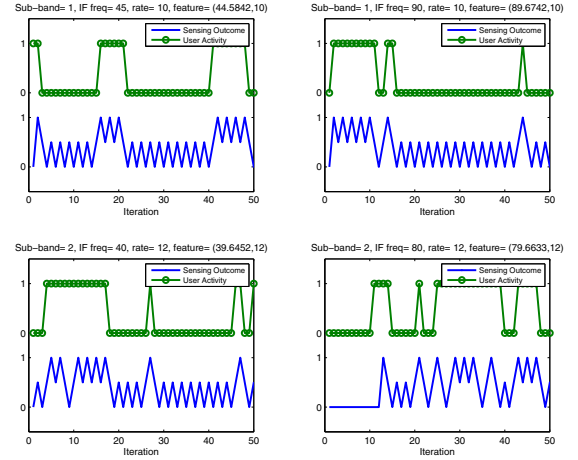 Sub-band= 1, IF freq= 45, rate= 10, feature= (44.5842,10)
Sensing Outcome
User Activity
1
0
1
0
0 10 20 30 40 50
Iteration
Sub-band= 1, IF freq= 90, rate= 10, feature= (89.6742,10)
Sensing Outcome
User Activity
1
0
1
0
0 10 20 30 40 50
Iteration
Sub-band= 2, IF freq= 40, rate= 12, feature= (39.6452,12)
Sensing Outcome
User Activity
1
0
1
0
0 10 20 30 40 50
Iteration
Sub-band= 2, IF freq= 80, rate= 12, feature= (79.6633,12)
Sensing Outcome
User Activity
1
0
1
0
0 10 20 30 40 50
Iteration